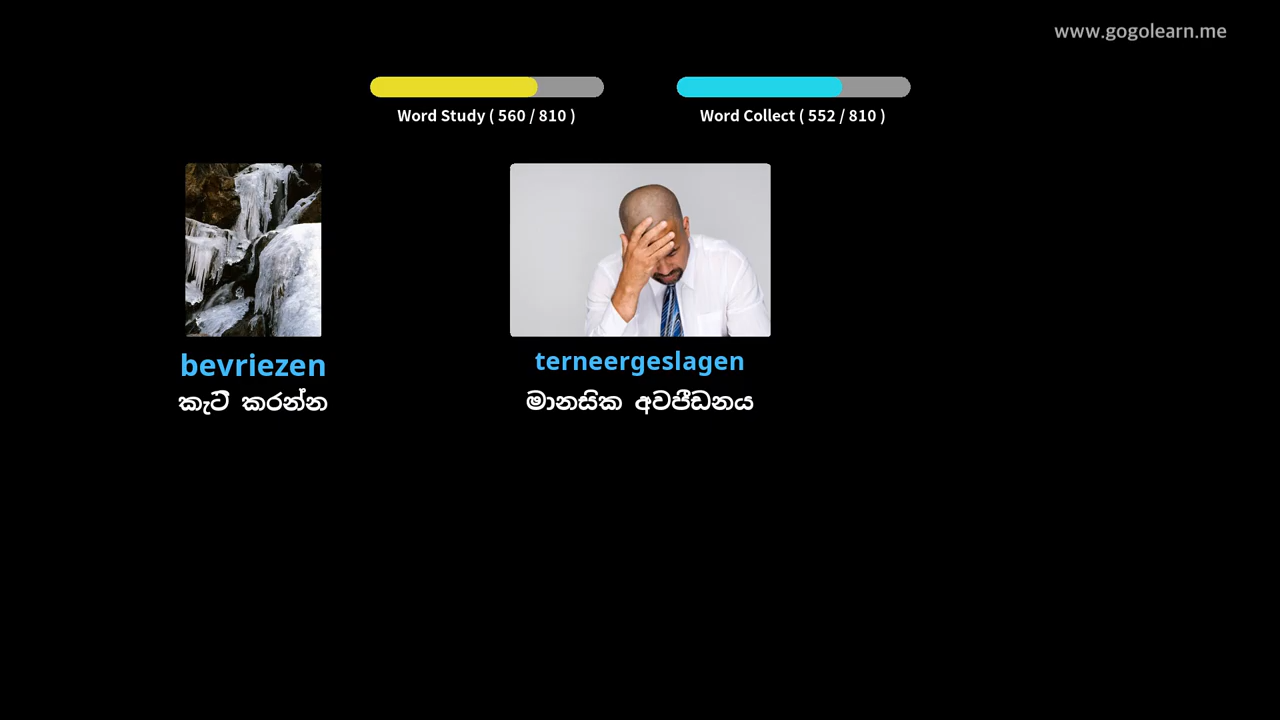 www.gogolearn.me
Word Study ( 560 / 810 )
Word Collect ( 552 / 810 )
bevriezen
කැටි කරන්න
terneergeslagen
මානසික අවපීඩනය